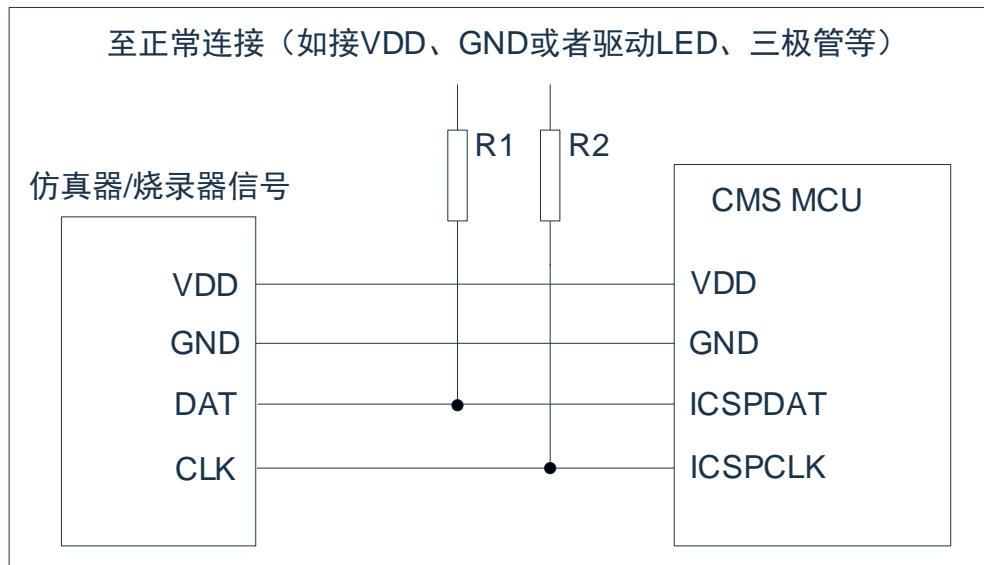 至正常连接（如接VDD、GND或者驱动LED、三极管等）
R1
R2
仿真器/烧录器信号
CMS MCU
VDD
VDD
GND
GND
DAT
ICSPDAT
CLK
ICSPCLK